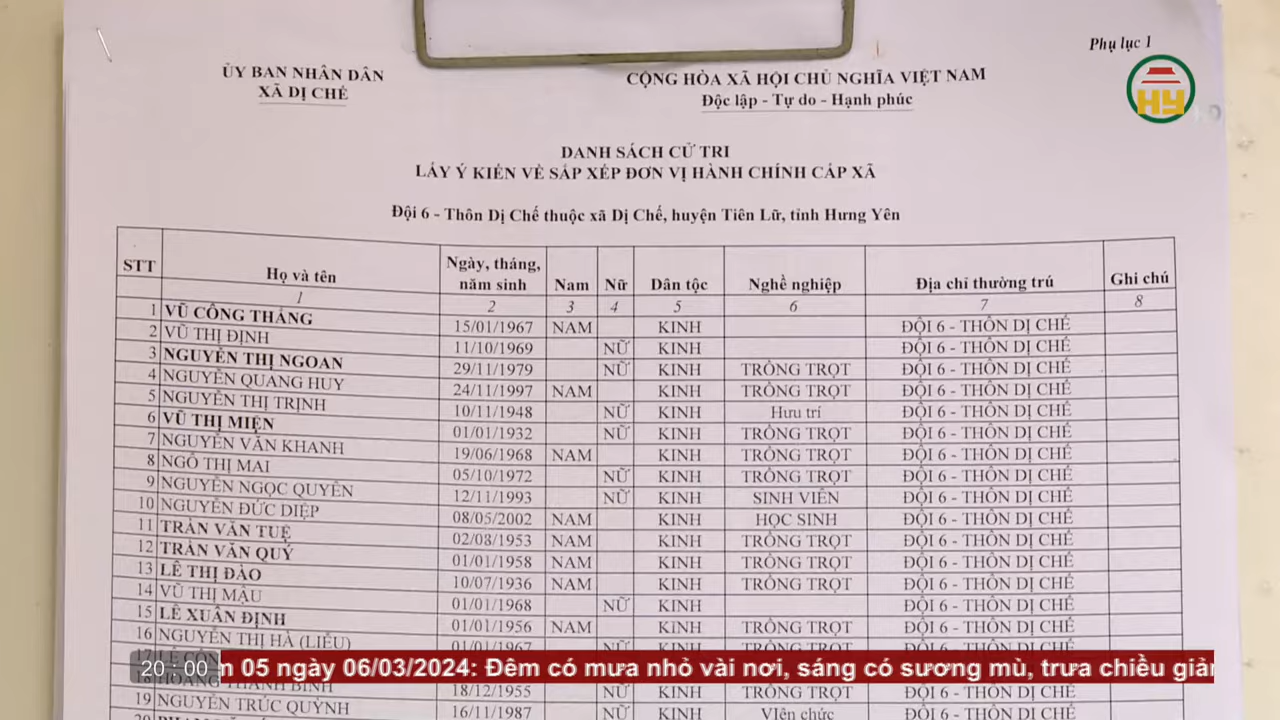 Phụ lục 1
ỦY BAN NHÂN DÂN
XÃ DỊ CHẾ
CỘNG HÒA XÃ HỘI CHỦ NGHĨA VIỆT NAM
Độc lập - Tự do - Hạnh phúc
HY
DANH SÁCH CỬ TRI
LẤY Ý KIẾN VỀ SẮP XẾP ĐƠN VỊ HÀNH CHÍNH CẤP XÃ
Đội 6 - Thôn Dị Chế thuộc xã Dị Chế, huyện Tiên Lữ, tỉnh Hưng Yên
STT Họ và tên Ngày, tháng, năm sinh Nam Nữ Dân tộc Nghề nghiệp Địa chỉ thường trú Ghi chú
1 2 3 4 5 6 7 8
1 VŨ CÔNG THẮNG 15/01/1967 NAM KINH ĐỘI 6 - THÔN DỊ CHẾ
2 VŨ THỊ ĐỊNH 11/10/1969 NỮ KINH ĐỘI 6 - THÔN DỊ CHẾ
3 NGUYỄN THỊ NGOAN 29/11/1979 NỮ KINH TRỒNG TRỌT ĐỘI 6 - THÔN DỊ CHẾ
4 NGUYỄN QUANG HUY 24/11/1997 NAM KINH TRỒNG TRỌT ĐỘI 6 - THÔN DỊ CHẾ
5 NGUYỄN THỊ TRỊNH 10/11/1948 NỮ KINH Hưu trí ĐỘI 6 - THÔN DỊ CHẾ
6 VŨ THỊ MIỆN 01/01/1932 NỮ KINH TRỒNG TRỌT ĐỘI 6 - THÔN DỊ CHẾ
7 NGUYỄN VĂN KHANH 19/06/1968 NAM KINH TRỒNG TRỌT ĐỘI 6 - THÔN DỊ CHẾ
8 NGÔ THỊ MAI 05/10/1972 NỮ KINH TRỒNG TRỌT ĐỘI 6 - THÔN DỊ CHẾ
9 NGUYỄN NGỌC QUYÊN 12/11/1993 NỮ KINH SINH VIÊN ĐỘI 6 - THÔN DỊ CHẾ
10 NGUYỄN ĐỨC DIỆP 08/05/2002 NAM KINH HỌC SINH ĐỘI 6 - THÔN DỊ CHẾ
11 TRẦN VĂN TUỆ 02/08/1953 NAM KINH TRỒNG TRỌT ĐỘI 6 - THÔN DỊ CHẾ
12 TRẦN VĂN QUÝ 01/01/1958 NAM KINH TRỒNG TRỌT ĐỘI 6 - THÔN DỊ CHẾ
13 LÊ THỊ ĐÀO 10/07/1936 NAM KINH TRỒNG TRỌT ĐỘI 6 - THÔN DỊ CHẾ
14 VŨ THỊ MẬU 01/01/1968 NỮ KINH ĐỘI 6 - THÔN DỊ CHẾ
15 LÊ XUÂN ĐỊNH 01/01/1956 NAM KINH TRỒNG TRỌT ĐỘI 6 - THÔN DỊ CHẾ
16 NGUYỄN THỊ HÀ (LIỄU) 01/01/1967 NỮ KINH TRỒNG TRỌT ĐỘI 6 - THÔN DỊ CHẾ
20 : 00 m 05 ngày 06/03/2024: Đêm có mưa nhỏ vài nơi, sáng có sương mù, trưa chiều giảm
HOÀNG THANH BÌNH 18/12/1955 NỮ KINH TRỒNG TRỌT ĐỘI 6 - THÔN DỊ CHẾ
19 NGUYỄN TRÚC QUỲNH 16/11/1987 NỮ KINH VIên chức ĐỘI 6 - THÔN DỊ CHẾ